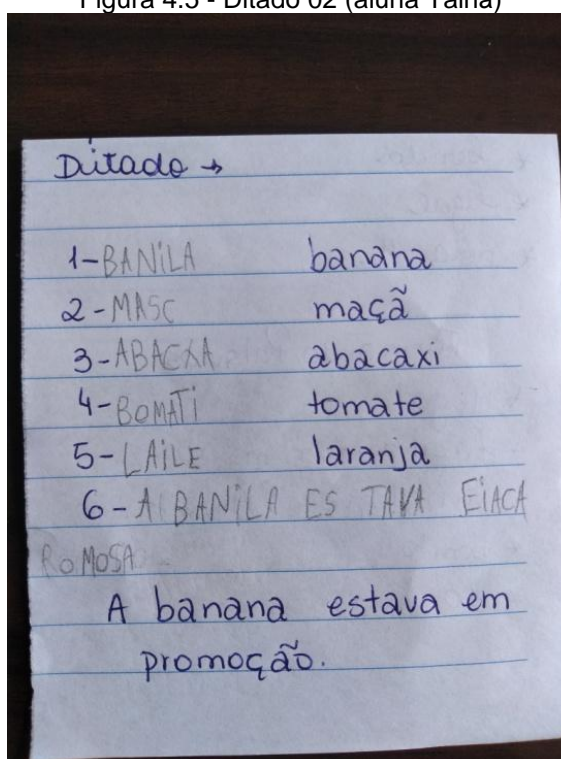 Figura 4.5 - Ditado 02 (aluna Taína)
Ditado →
1-BANiLA banana
2-MASC maçã
3-ABACXA abacaxi
4-BOMATi tomate
5-LAiLE laranja
6-A BANiLA ES TAVA EiACA
ROMOSA
A banana estava em
promoção.